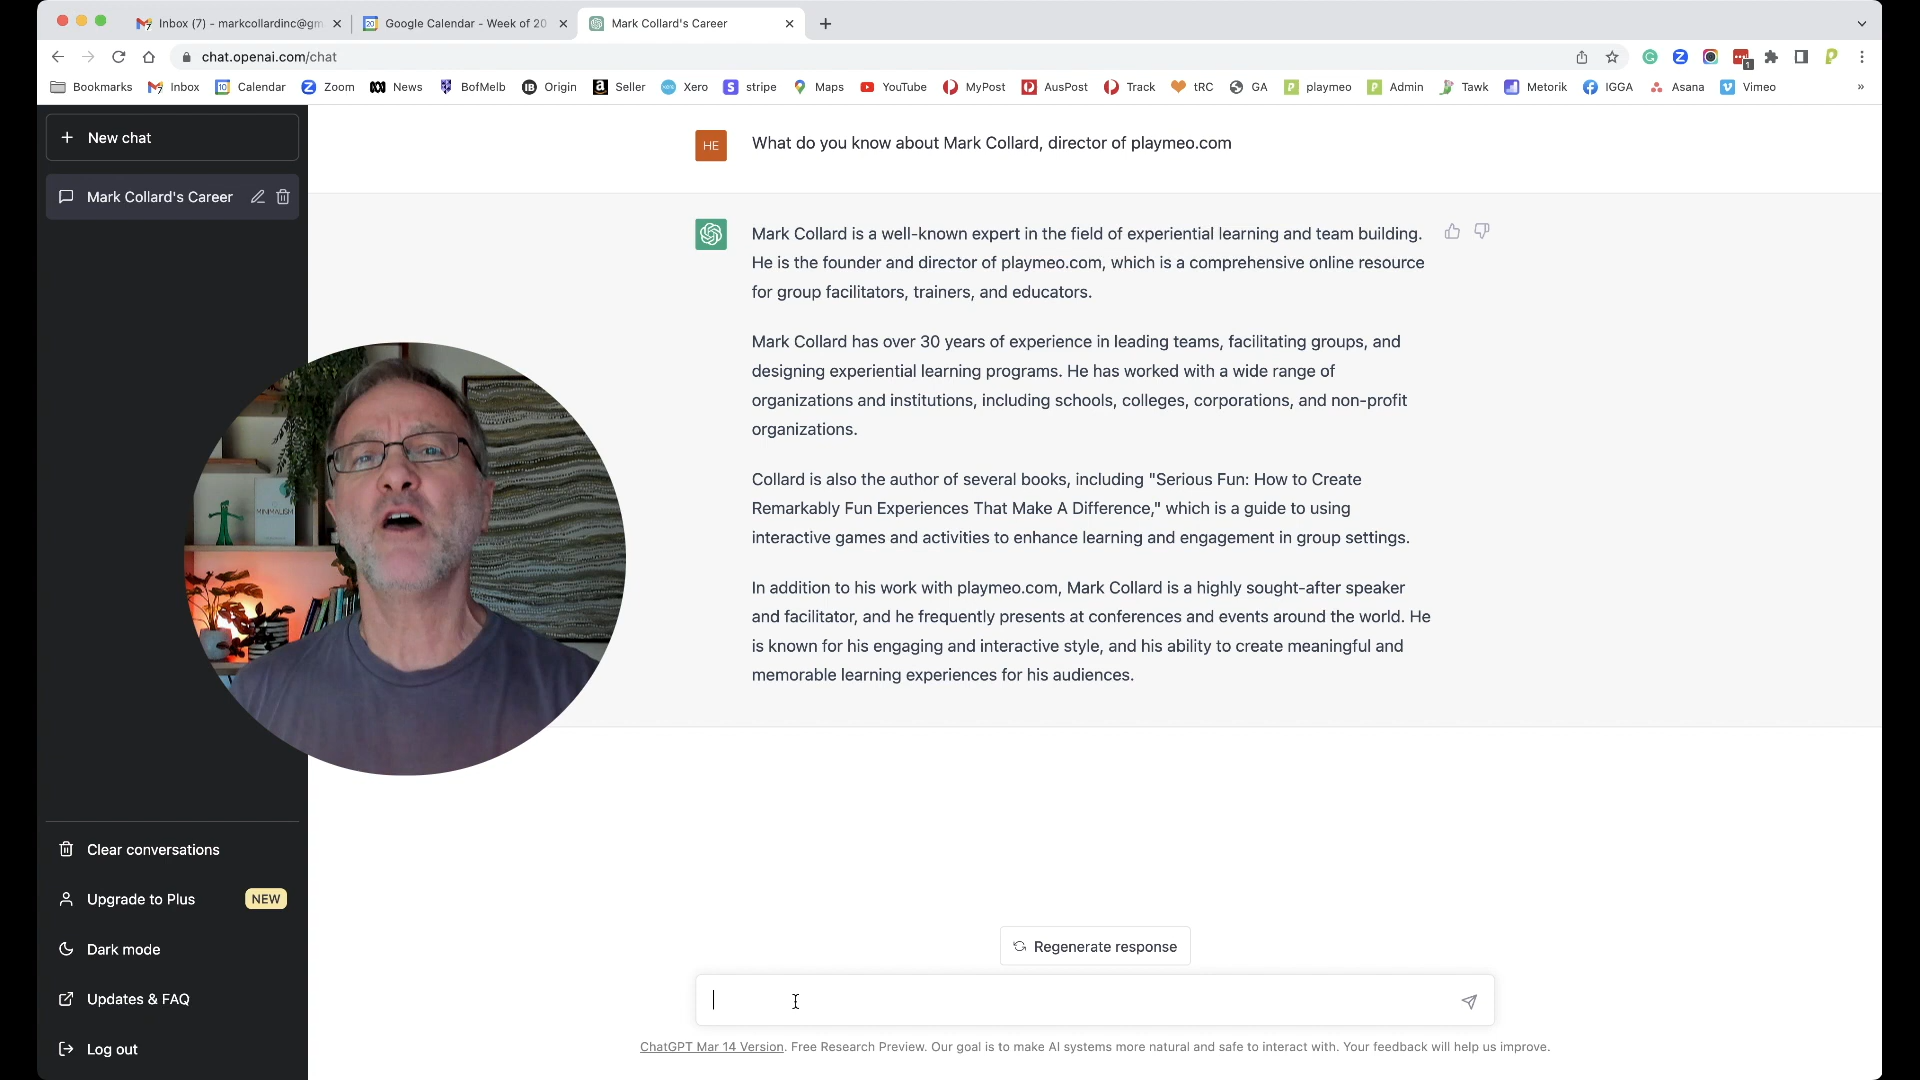 Inbox (7) - markcollardinc@gm
Google Calendar - Week of 20
Mark Collard's Career
chat.openai.com/chat
Bookmarks Inbox Calendar Zoom News BofMelb Origin Seller Xero stripe Maps YouTube MyPost AusPost Track tRC GA playmeo Admin Tawk Metorik IGGA Asana Vimeo »
+ New chat
Mark Collard's Career
HE
What do you know about Mark Collard, director of playmeo.com
Mark Collard is a well-known expert in the field of experiential learning and team building.
He is the founder and director of playmeo.com, which is a comprehensive online resource
for group facilitators, trainers, and educators.
Mark Collard has over 30 years of experience in leading teams, facilitating groups, and
designing experiential learning programs. He has worked with a wide range of
organizations and institutions, including schools, colleges, corporations, and non-profit
organizations.
Collard is also the author of several books, including "Serious Fun: How to Create
Remarkably Fun Experiences That Make A Difference," which is a guide to using
interactive games and activities to enhance learning and engagement in group settings.
In addition to his work with playmeo.com, Mark Collard is a highly sought-after speaker
and facilitator, and he frequently presents at conferences and events around the world. He
is known for his engaging and interactive style, and his ability to create meaningful and
memorable learning experiences for his audiences.
MINIMALISM
Clear conversations
Upgrade to Plus NEW
Dark mode
Updates & FAQ
Log out
Regenerate response
ChatGPT Mar 14 Version. Free Research Preview. Our goal is to make AI systems more natural and safe to interact with. Your feedback will help us improve.